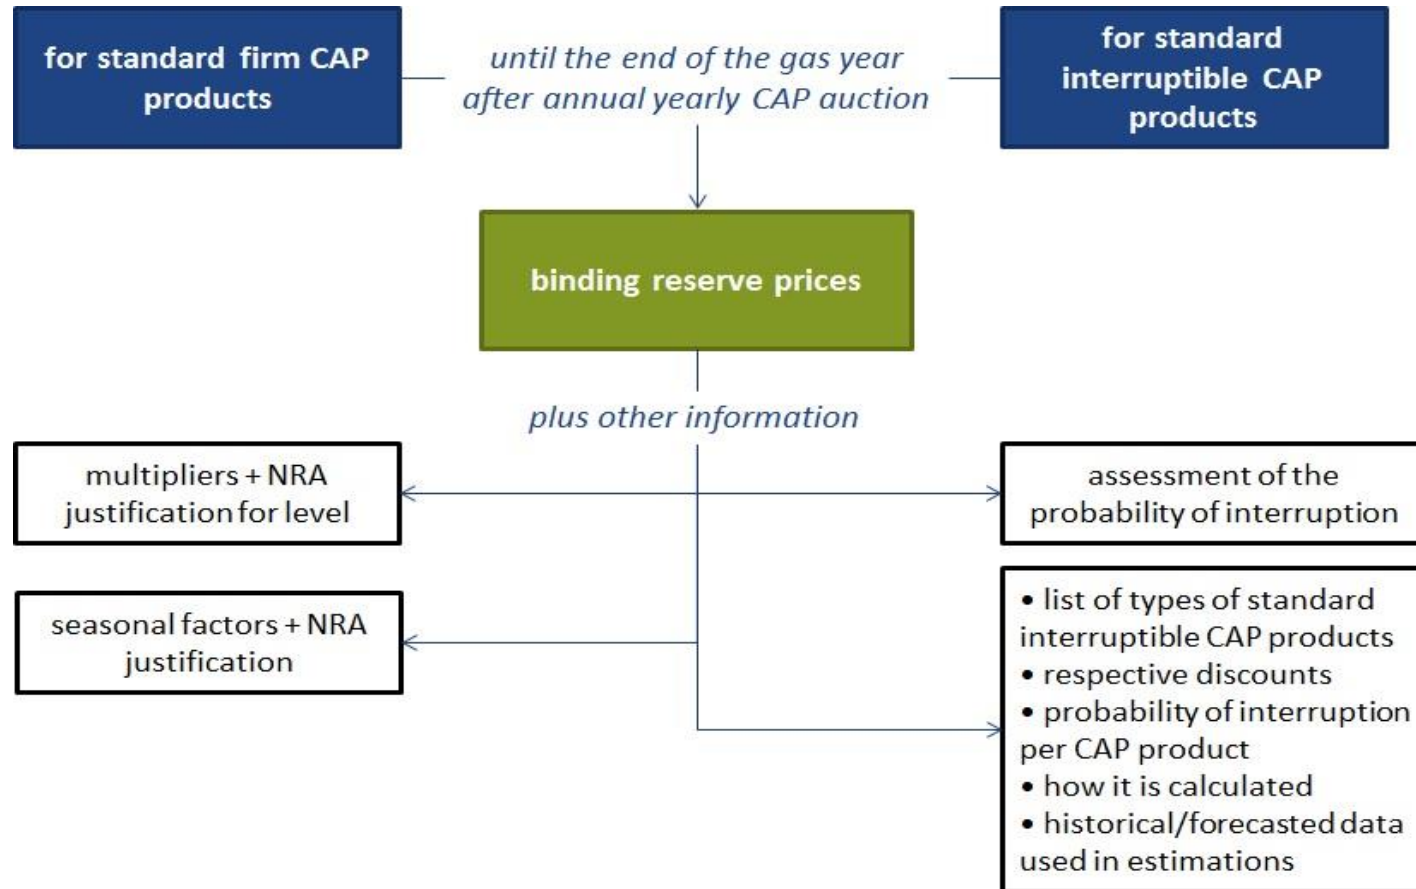 for standard firm CAP
products
until the end of the gas year
after annual yearly CAP auction
for standard
interruptible CAP
products
binding reserve prices
plus other information
multipliers + NRA
justification for level
assessment of the
probability of interruption
seasonal factors + NRA
justification
• list of types of standard
interruptible CAP products
• respective discounts
• probability of interruption
per CAP product
• how it is calculated
• historical/forecasted data
used in estimations